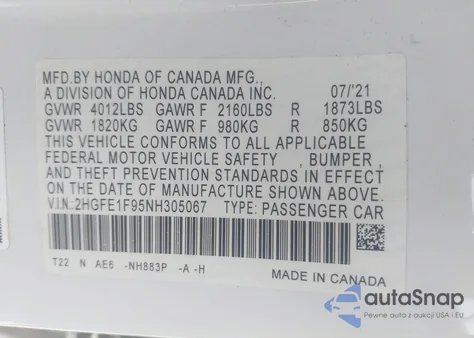 MFD.BY HONDA OF CANADA MFG.,
A DIVISION OF HONDA CANADA INC. 07/'21
GVWR 4012LBS GAWR F 2160LBS R 1873LBS
GVWR 1820KG GAWR F 980KG R 850KG
THIS VEHICLE CONFORMS TO ALL APPLICABLE
FEDERAL MOTOR VEHICLE SAFETY , BUMPER ,
AND THEFT PREVENTION STANDARDS IN EFFECT
ON THE DATE OF MANUFACTURE SHOWN ABOVE.
V.I.N:2HGFE1F95NH305067 TYPE: PASSENGER CAR
T22 N AE6 -NH883P -A -H
MADE IN CANADA
autoSnap
Pewne auta z aukcji USA i EU